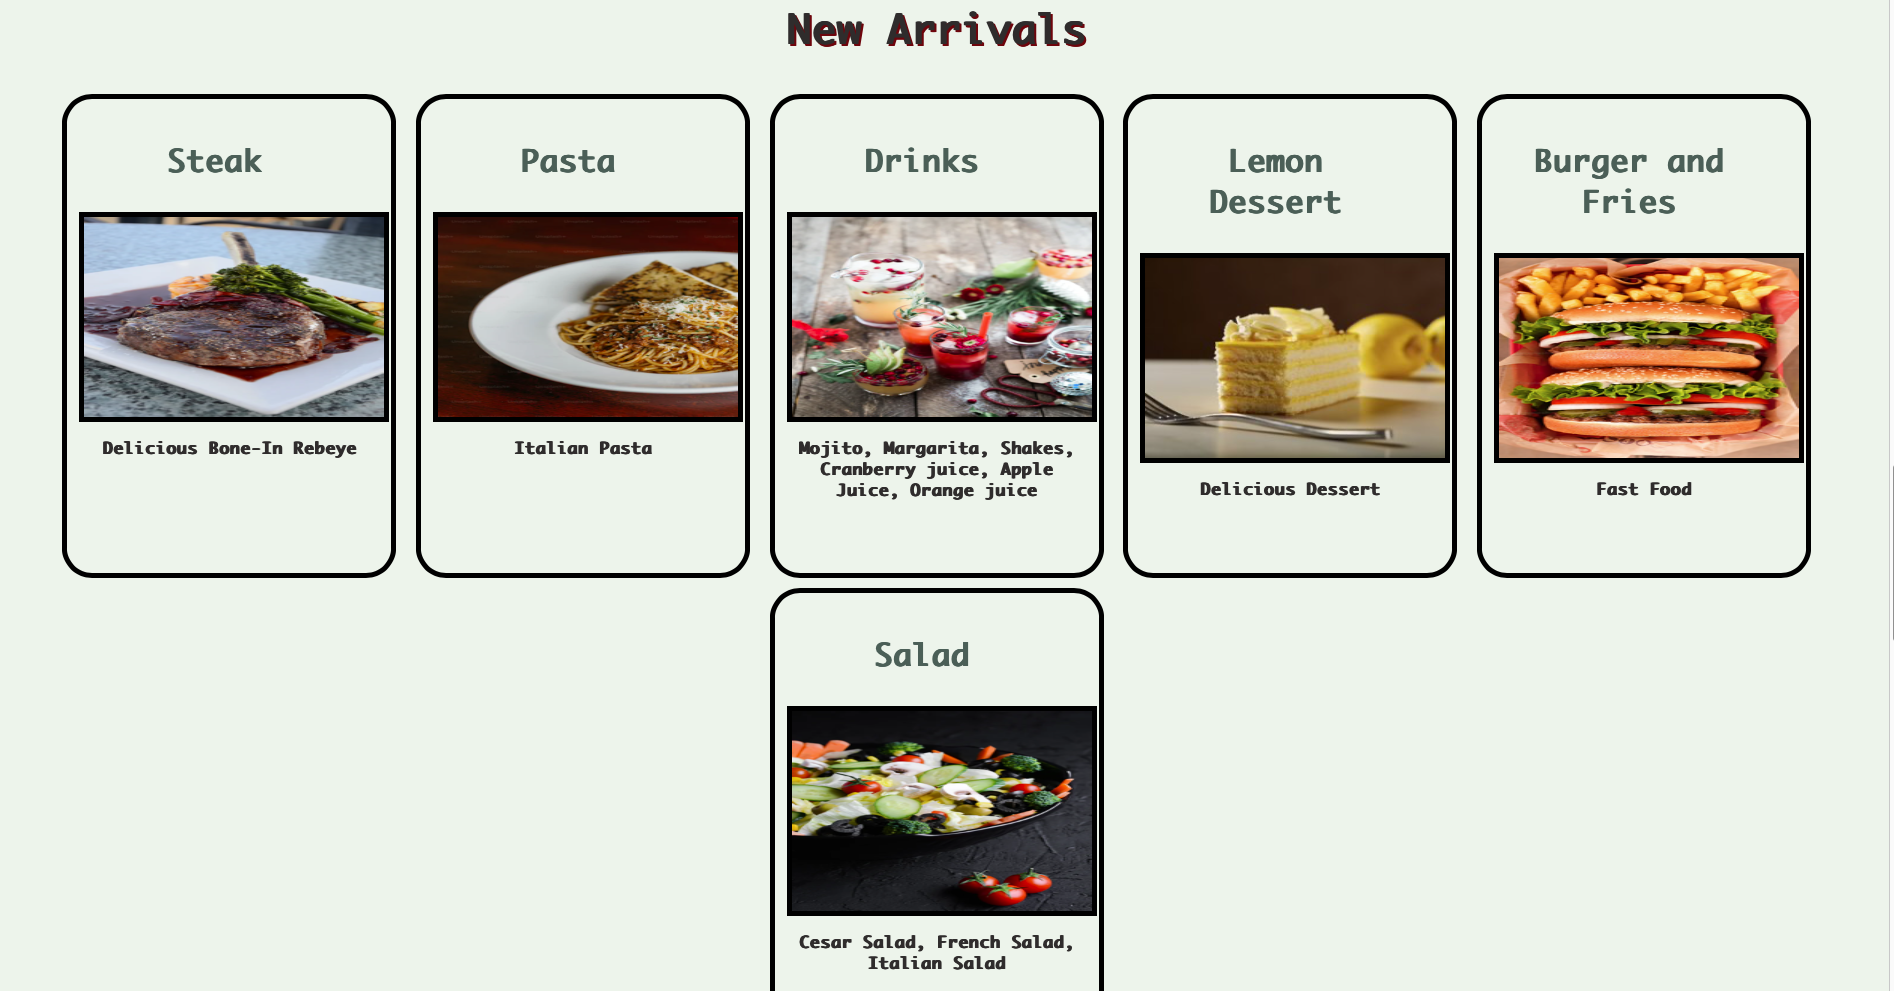 New Arrivals
Steak
Delicious Bone-In Rebeye
Pasta
Italian Pasta
Drinks
Mojito, Margarita, Shakes,
Cranberry juice, Apple
Juice, Orange juice
Lemon
Dessert
Delicious Dessert
Burger and
Fries
Fast Food
Salad
Cesar Salad, French Salad,
Italian Salad